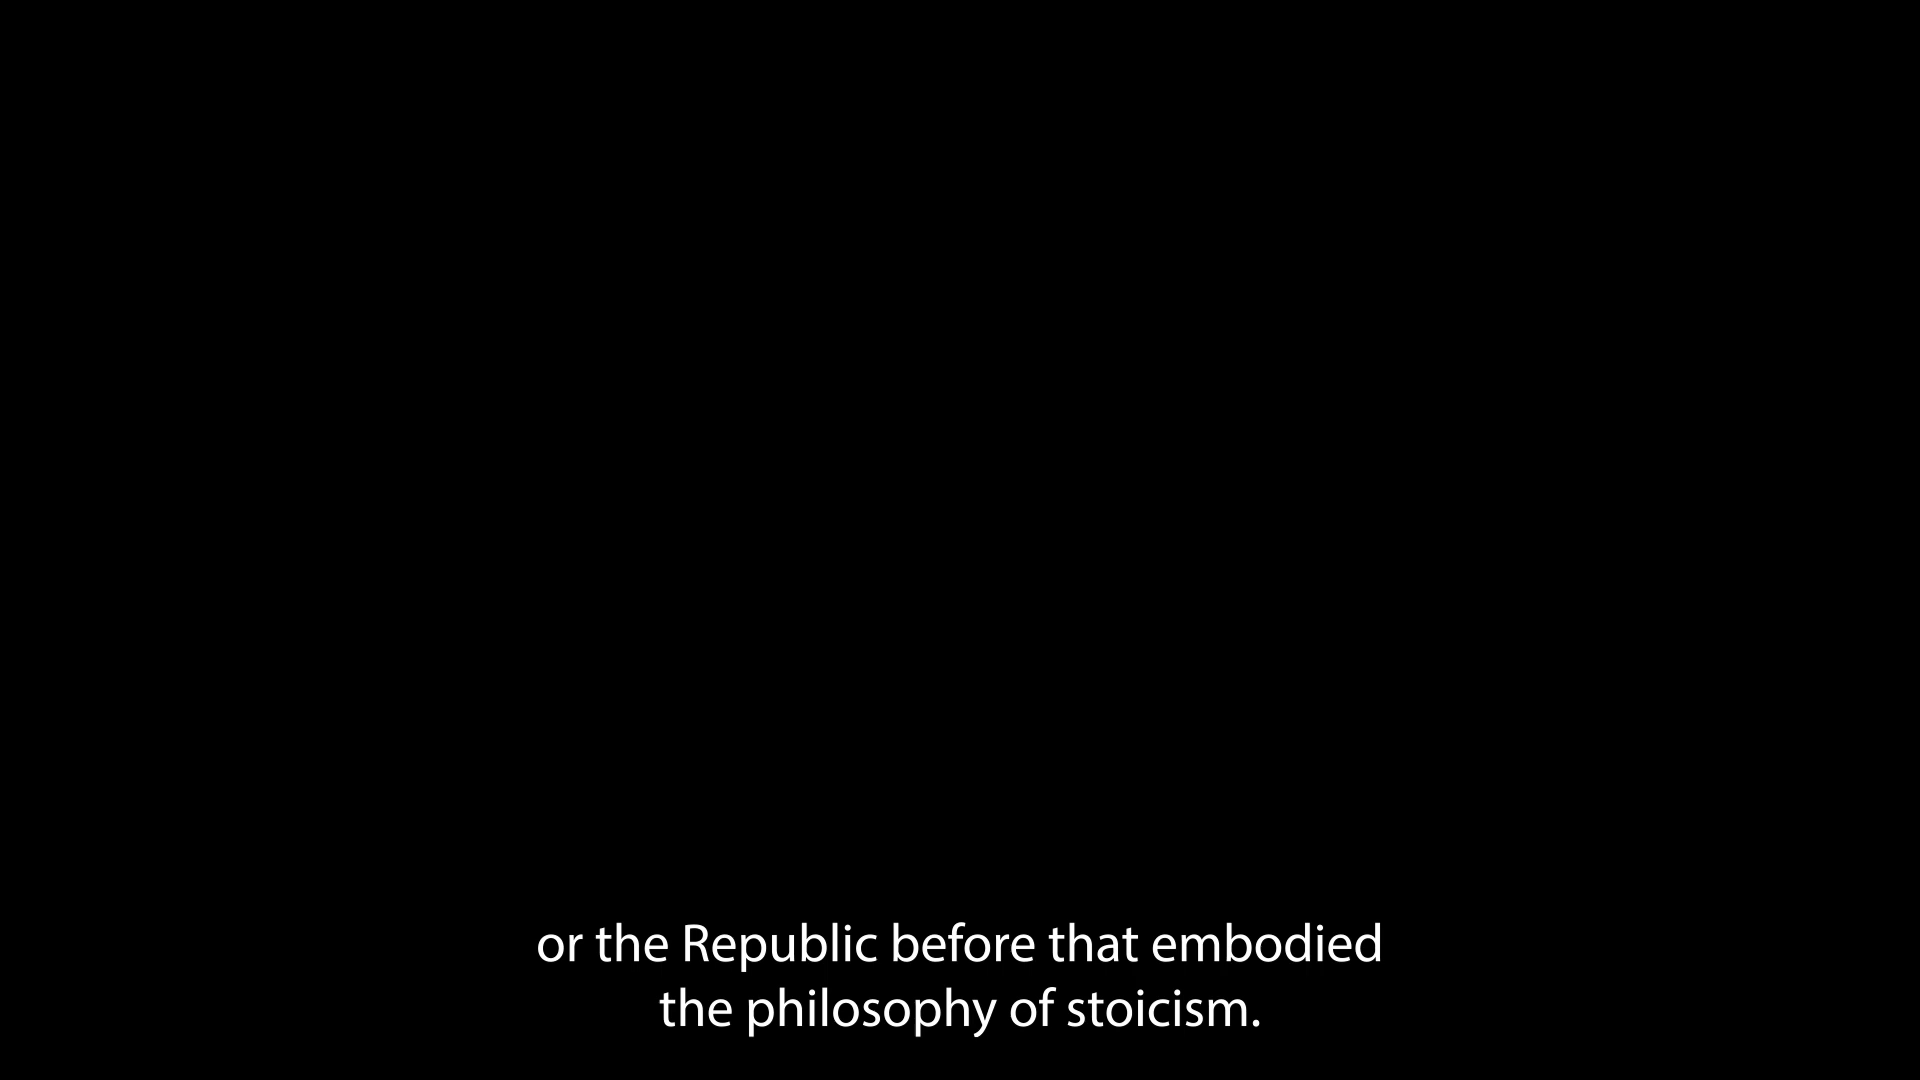 or the Republic before that embodied
the philosophy of stoicism.